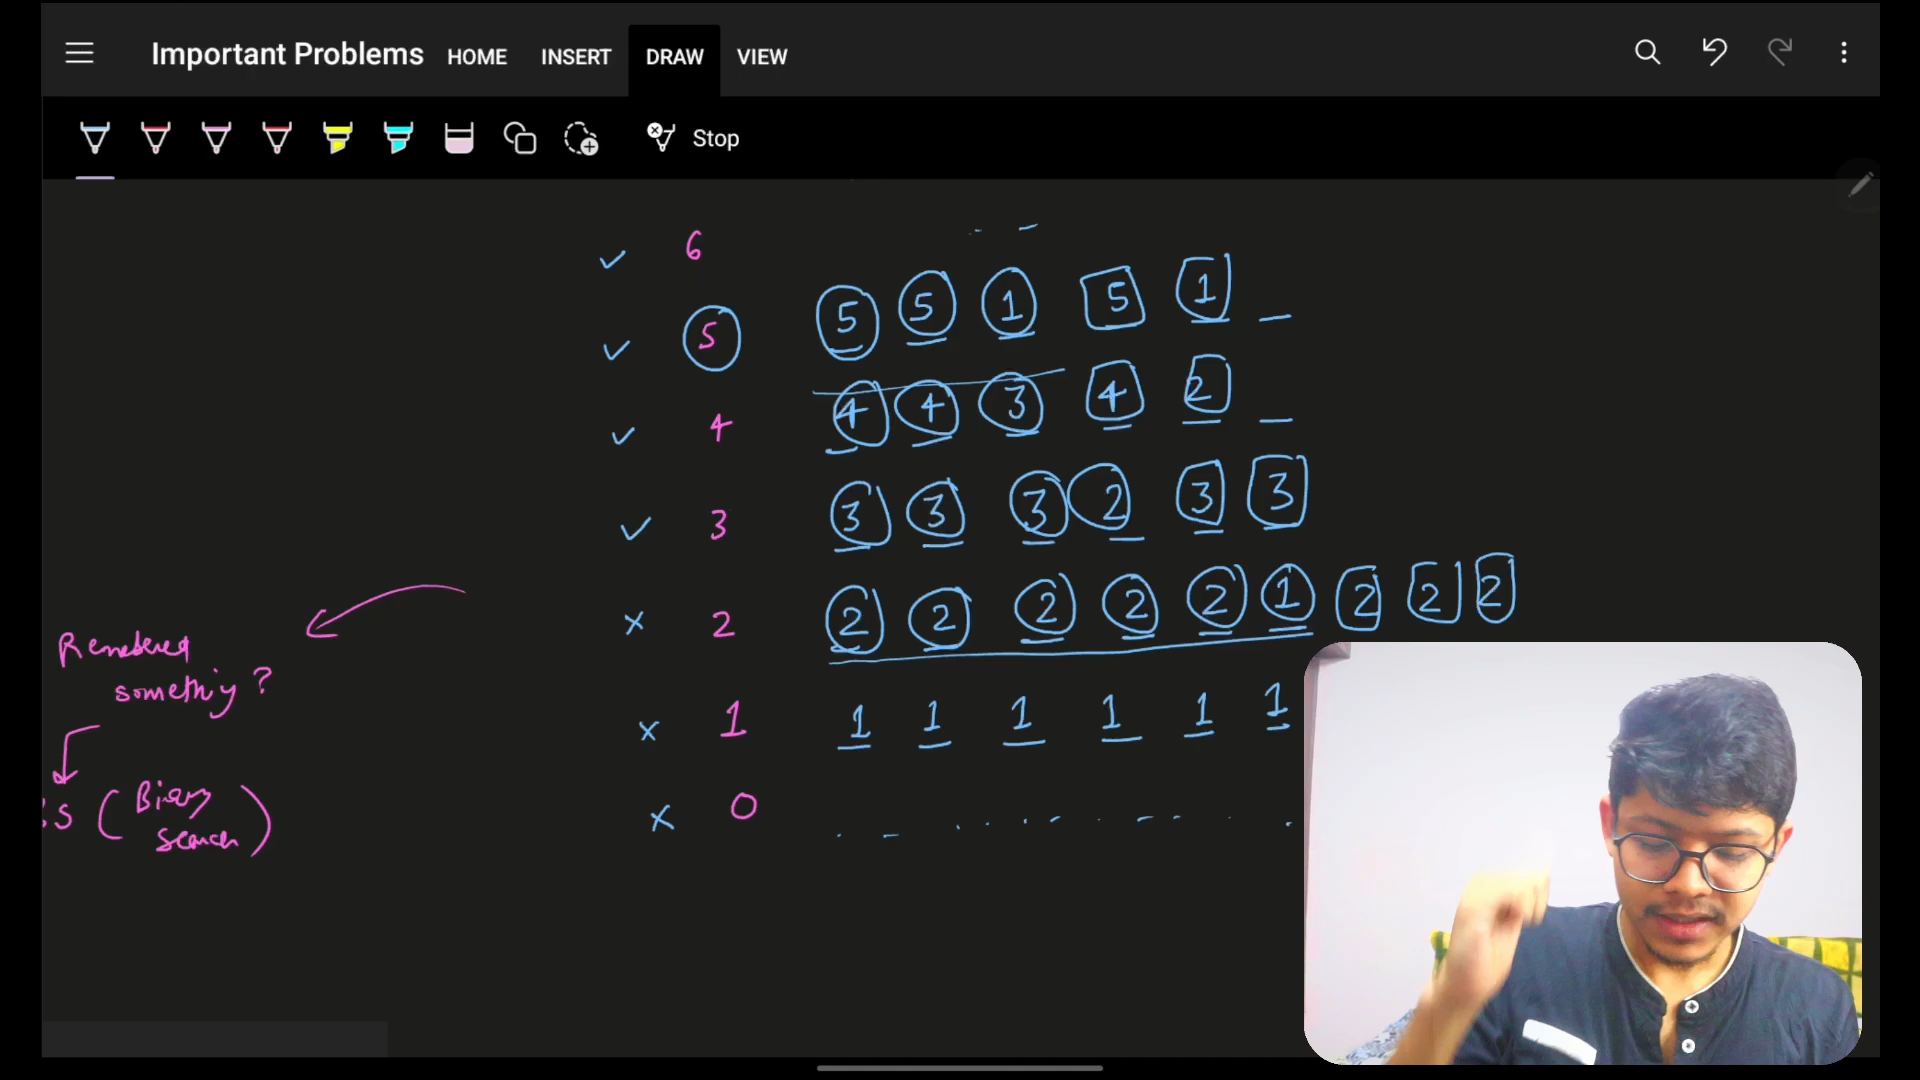 Important Problems HOME INSERT DRAW VIEW
Stop
6
5 5 5 1 5 1
4 4 4 3 4 2
3 3 3 3 2 3 3
2 2 2 2 2 2 1 2 2 2
1 1 1 1 1 1 1
0
something?
S (Binary
search)